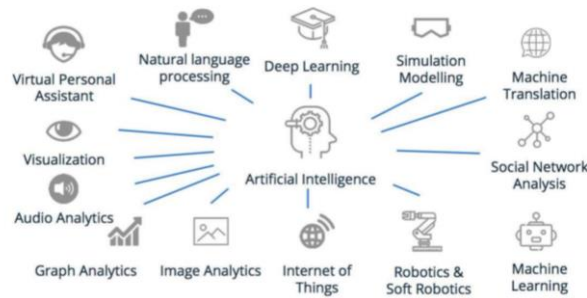 Natural language
processing
Deep Learning
Simulation
Modelling
Virtual Personal
Assistant
Machine
Translation
Visualization
Artificial Intelligence
Social Network
Analysis
Audio Analytics
Graph Analytics
Image Analytics
Internet of
Things
Robotics &
Soft Robotics
Machine
Learning